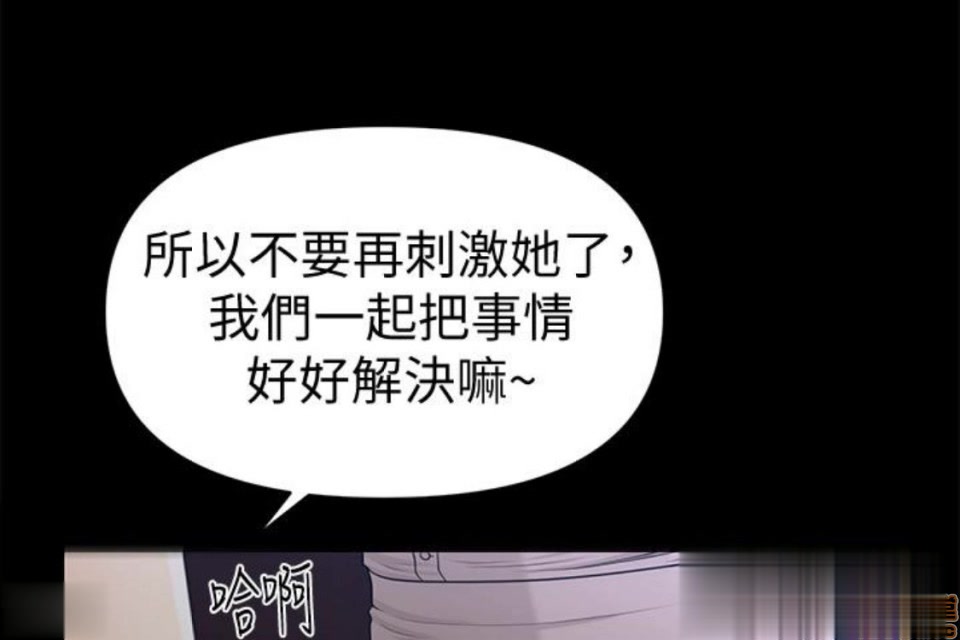 所以不要再刺激她了，
我們一起把事情
好好解決嘛~
哈啊